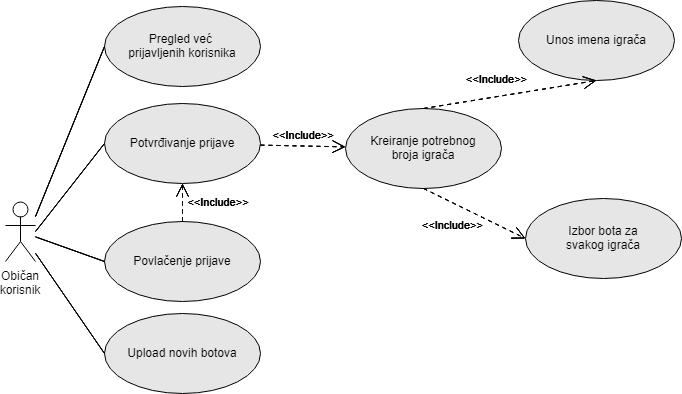 Pregled već
prijavljenih korisnika
Unos imena igrača
<<Include>>
Potvrđivanje prijave
<<Include>>
Kreiranje potrebnog
broja igrača
<<Include>>
<<Include>>
Izbor bota za
svakog igrača
Povlačenje prijave
Običan
korisnik
Upload novih botova